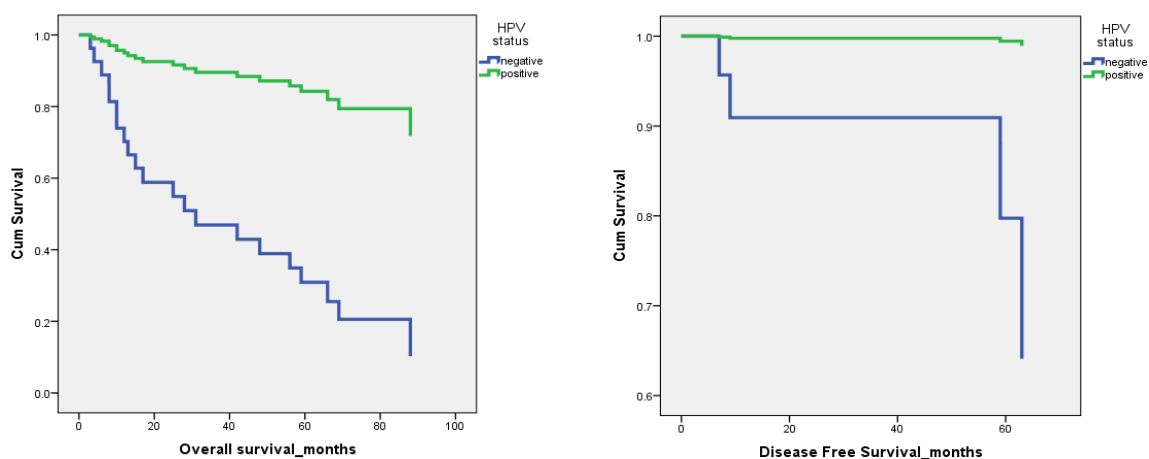 HPV
status
negative
positive
1.0
0.8
0.6
0.4
0.2
0.0
Cum Survival
0 20 40 60 80 100
Overall survival_months
HPV
status
negative
positive
1.0
0.9
0.8
0.7
0.6
Cum Survival
0 20 40 60
Disease Free Survival_months